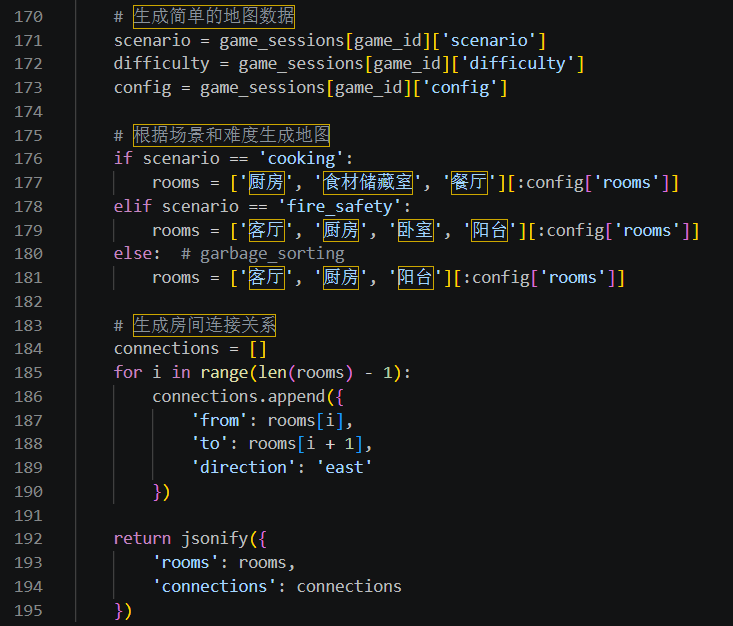 170 # 生成简单的地图数据
171 scenario = game_sessions[game_id]['scenario']
172 difficulty = game_sessions[game_id]['difficulty']
173 config = game_sessions[game_id]['config']
174
175 # 根据场景和难度生成地图
176 if scenario == 'cooking':
177     rooms = ['厨房', '食材储藏室', '餐厅'][:config['rooms']]
178 elif scenario == 'fire_safety':
179     rooms = ['客厅', '厨房', '卧室', '阳台'][:config['rooms']]
180 else:  # garbage_sorting
181     rooms = ['客厅', '厨房', '阳台'][:config['rooms']]
182
183 # 生成房间连接关系
184 connections = []
185 for i in range(len(rooms) - 1):
186     connections.append({
187         'from': rooms[i],
188         'to': rooms[i + 1],
189         'direction': 'east'
190     })
191
192 return jsonify({
193     'rooms': rooms,
194     'connections': connections
195 })